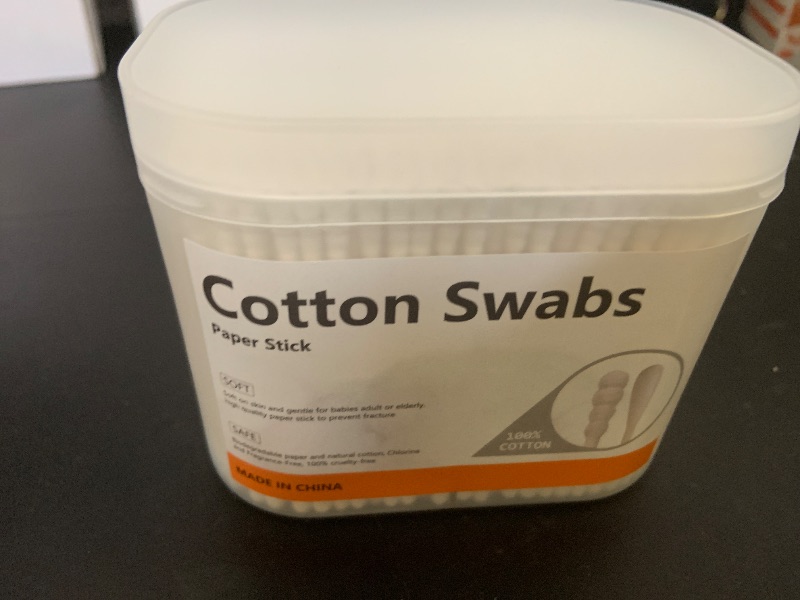 Cotton Swabs
Paper Stick
SOFT
Soft on skin and gentle for babies adult or elderly.
High quality paper stick to prevent fracture
SAFE
Biodegradable paper and natural cotton, Chlorine
and Fragrance Free, 100% cruelty-free
100%
COTTON
MADE IN CHINA